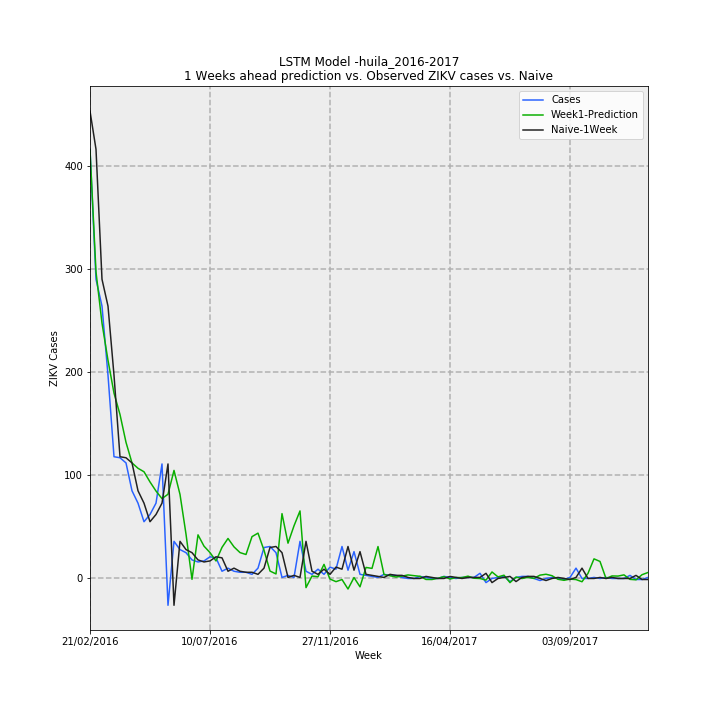 LSTM Model -huila_2016-2017
1 Weeks ahead prediction vs. Observed ZIKV cases vs. Naive
Cases
Week1-Prediction
Naive-1Week
400
300
200
100
0
ZIKV Cases
21/02/2016
10/07/2016
27/11/2016
16/04/2017
03/09/2017
Week